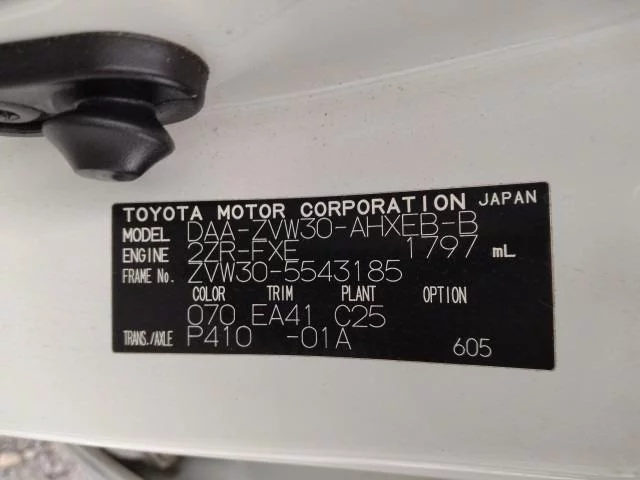 TOYOTA MOTOR CORPORATION JAPAN
MODEL DAA-ZVW30-AHXEB-B
ENGINE 2ZR-FXE 1797 mL
FRAME No. ZVW30-5543185
COLOR TRIM PLANT OPTION
070 EA41 C25
TRANS./AXLE P410 -01A 605